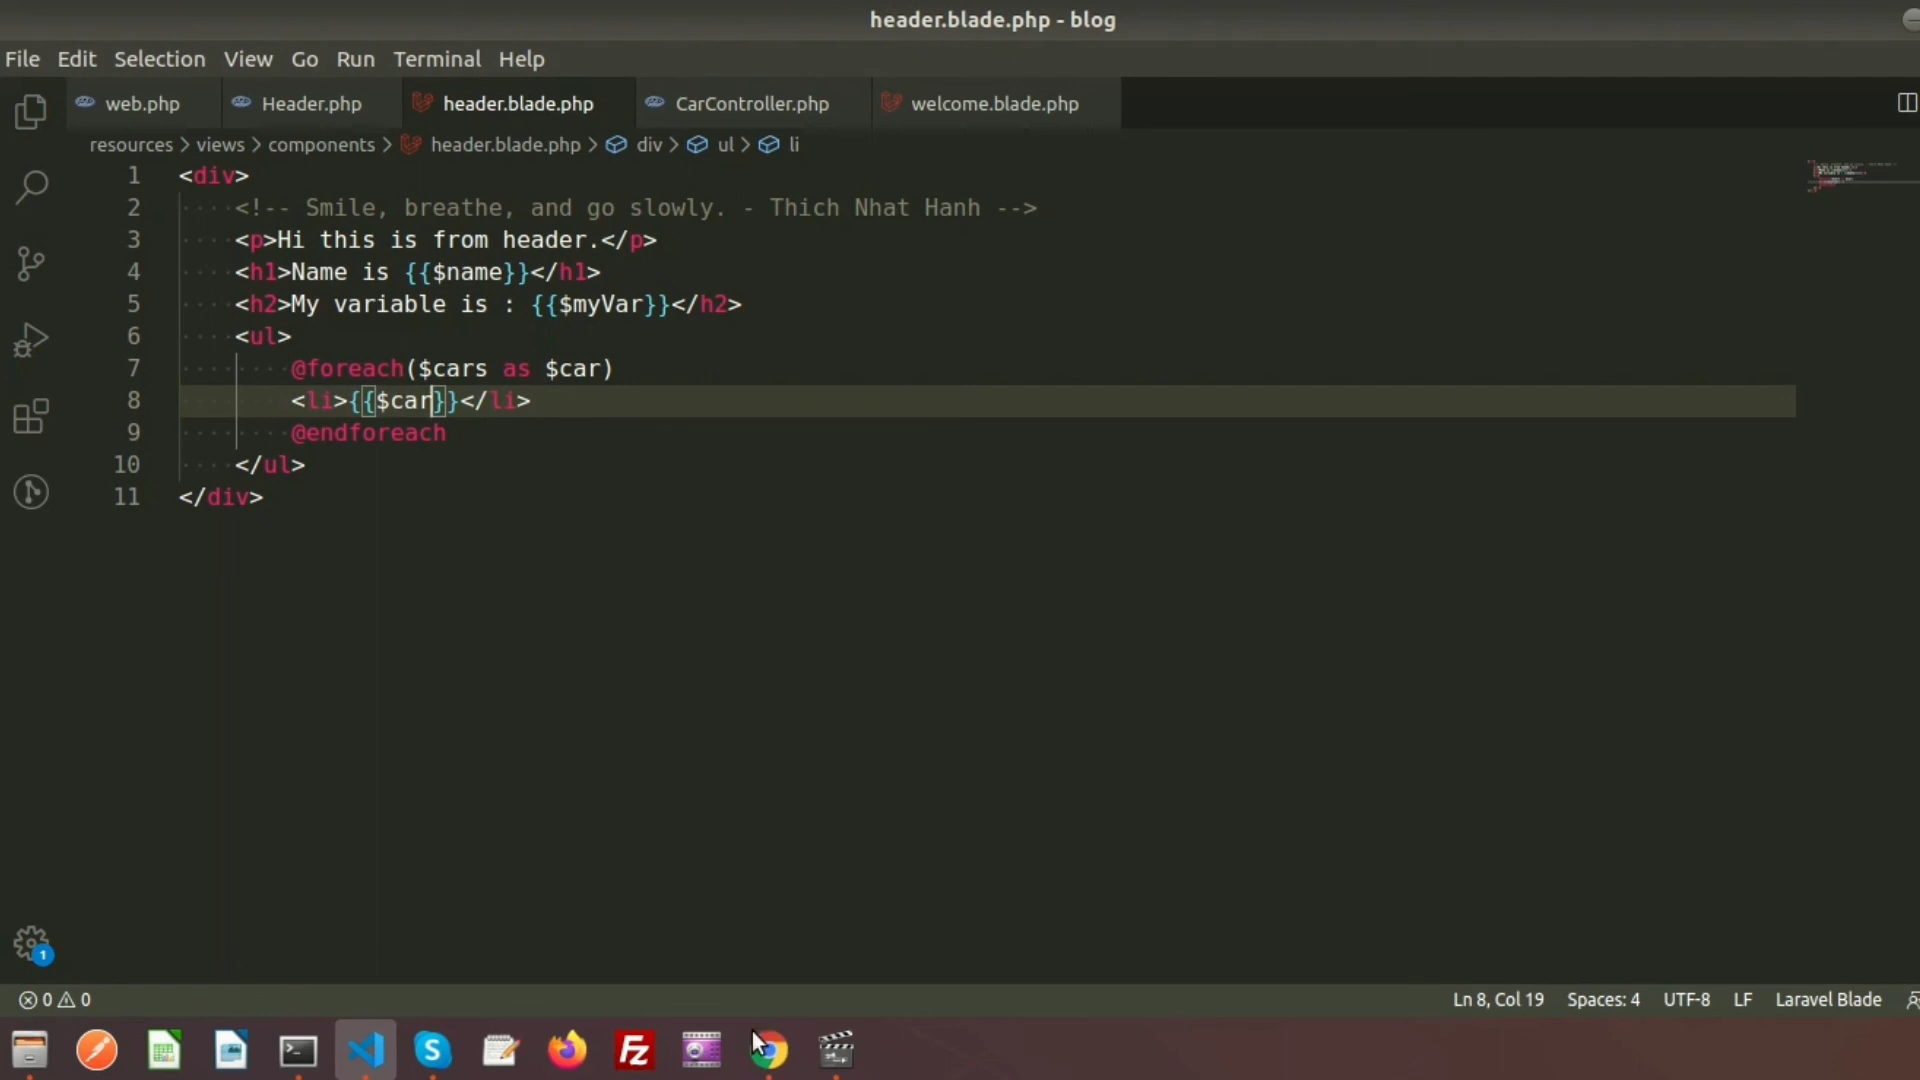 header.blade.php - blog
File Edit Selection View Go Run Terminal Help
web.php Header.php header.blade.php CarController.php welcome.blade.php
resources > views > components > header.blade.php > div > ul > li
1 <div>
2 ····<!-- Smile, breathe, and go slowly. - Thich Nhat Hanh -->
3 ····<p>Hi this is from header.</p>
4 ····<h1>Name is {{$name}}</h1>
5 ····<h2>My variable is : {{$myVar}}</h2>
6 ····<ul>
7 ········@foreach($cars as $car)
8 ········<li>{{$car}}</li>
9 ········@endforeach
10 ····</ul>
11 </div>
1
0 0 Ln 8, Col 19 Spaces: 4 UTF-8 LF Laravel Blade
S Fz